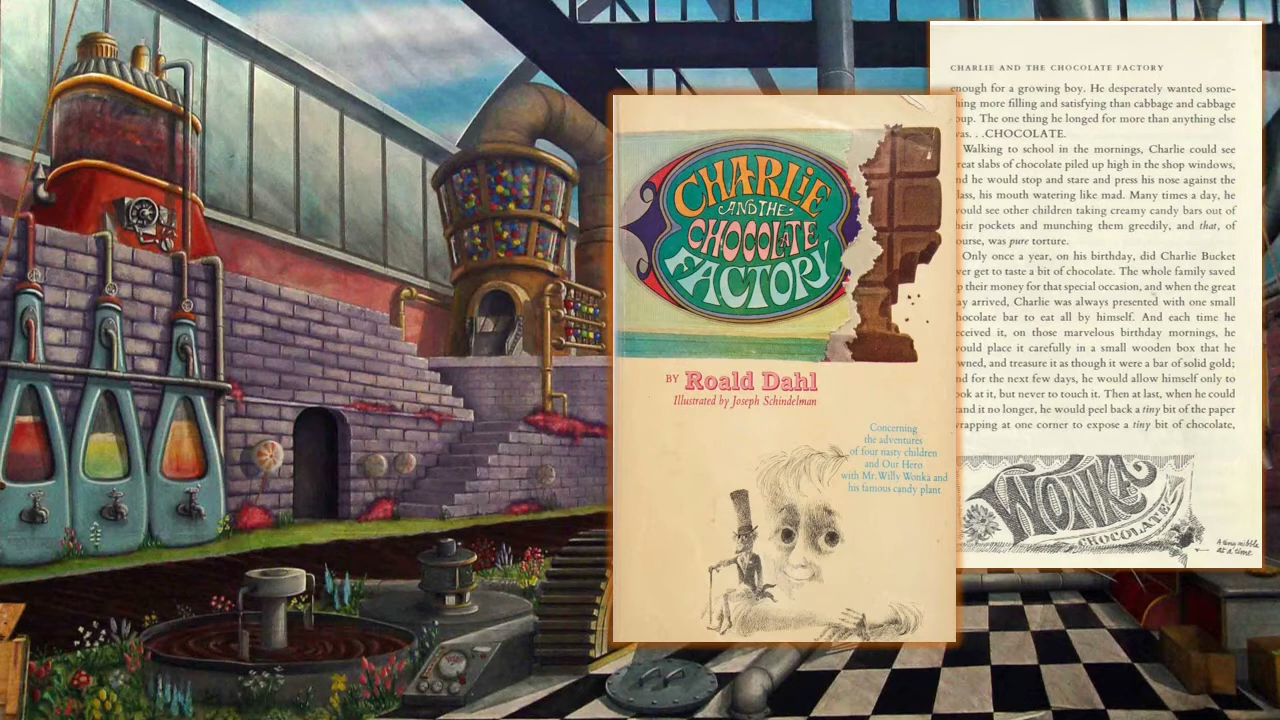 CHARLIE
AND THE
CHOCOLATE
FACTORY
BY Roald Dahl
Illustrated by Joseph Schindelman
Concerning
the adventures
of four nasty children
and Our Hero
with Mr. Willy Wonka and
his famous candy plant
CHARLIE AND THE CHOCOLATE FACTORY
enough for a growing boy. He desperately wanted some-
hing more filling and satisfying than cabbage and cabbage
oup. The one thing he longed for more than anything else
was. . .CHOCOLATE.
Walking to school in the mornings, Charlie could see
reat slabs of chocolate piled up high in the shop windows,
nd he would stop and stare and press his nose against the
lass, his mouth watering like mad. Many times a day, he
would see other children taking creamy candy bars out of
heir pockets and munching them greedily, and that, of
ourse, was pure torture.
Only once a year, on his birthday, did Charlie Bucket
ver get to taste a bit of chocolate. The whole family saved
p their money for that special occasion, and when the great
ay arrived, Charlie was always presented with one small
hocolate bar to eat all by himself. And each time he
eceived it, on those marvelous birthday mornings, he
would place it carefully in a small wooden box that he
wned, and treasure it as though it were a bar of solid gold;
nd for the next few days, he would allow himself only to
ook at it, but never to touch it. Then at last, when he could
tand it no longer, he would peel back a tiny bit of the paper
wrapping at one corner to expose a tiny bit of chocolate,
WONKA
CHOCOLATE
A tiny nibble
at a time